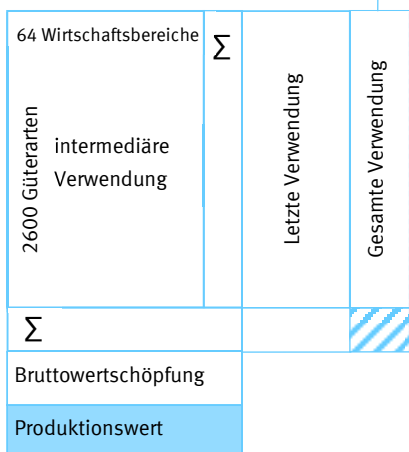 64 Wirtschaftsbereiche
Σ
2600 Güterarten
intermediäre
Verwendung
Letzte Verwendung
Gesamte Verwendung
Σ
Bruttowertschöpfung
Produktionswert